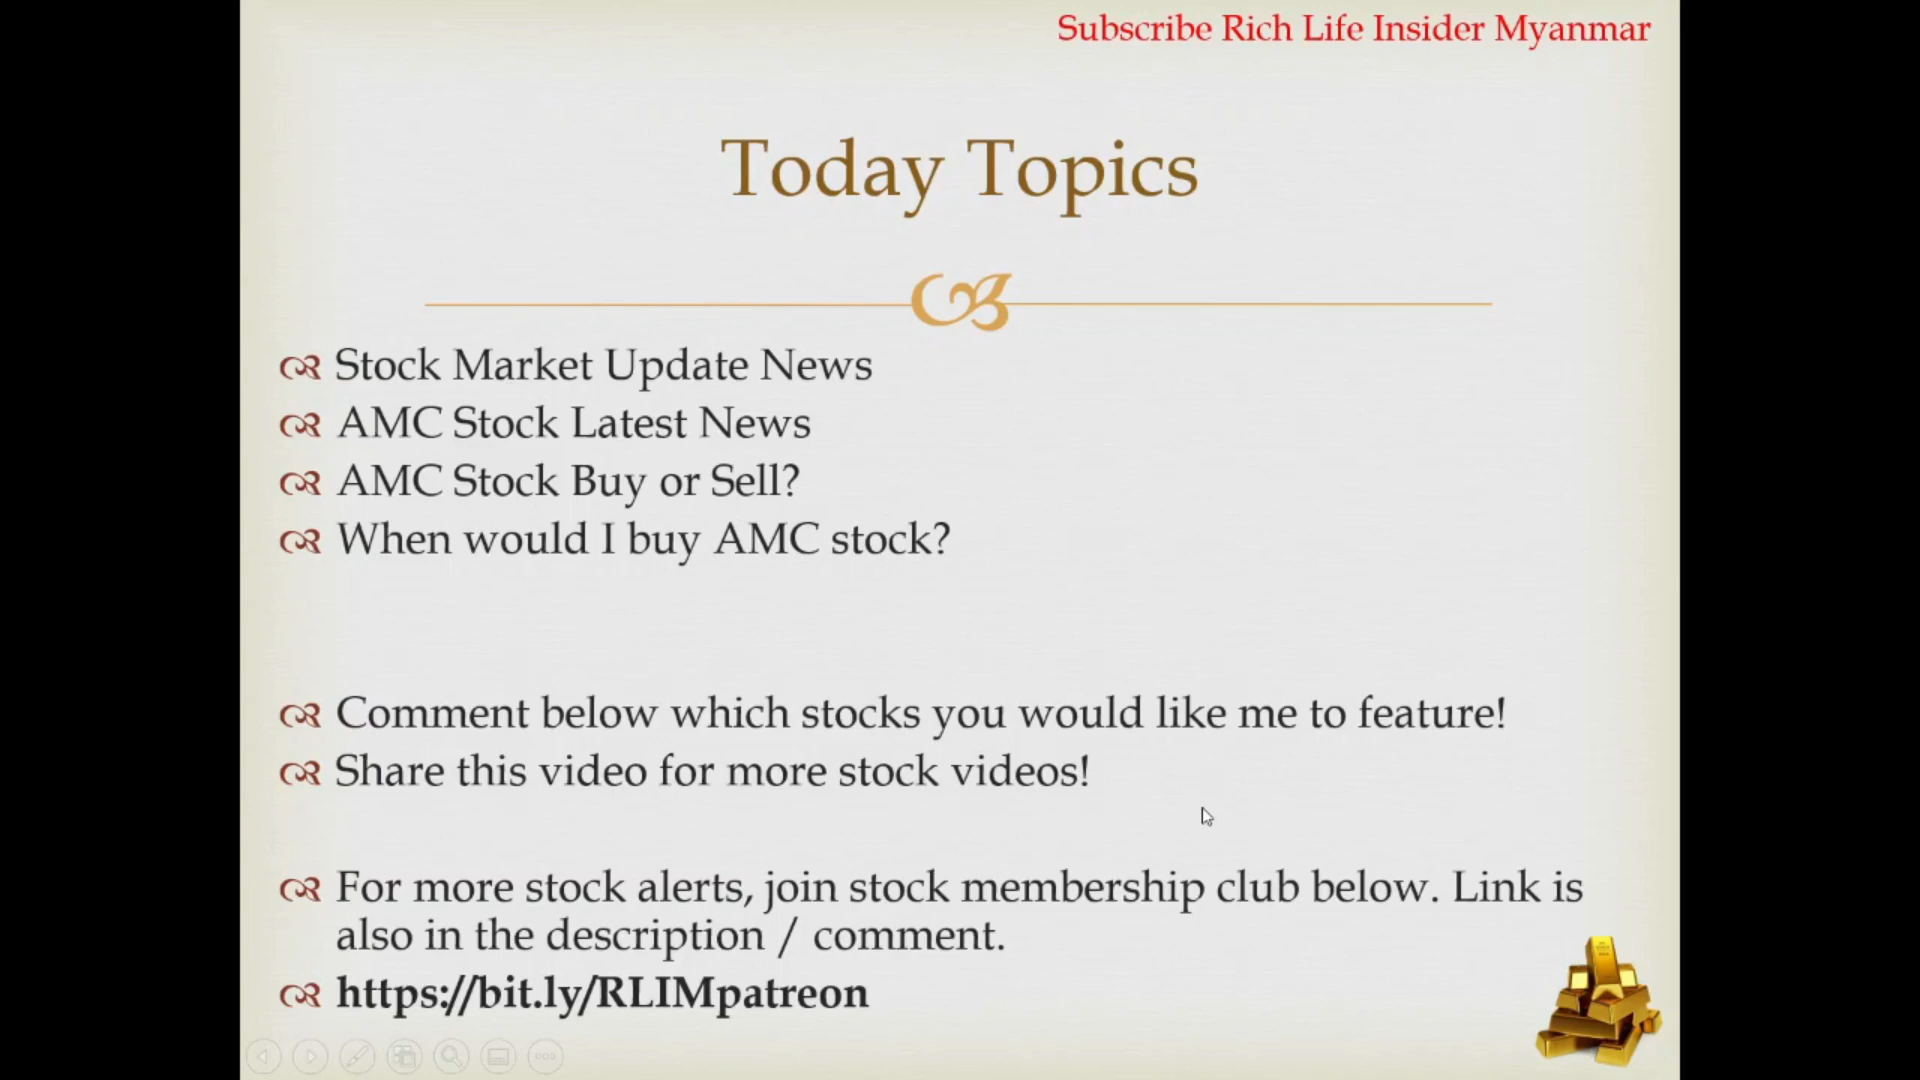 Subscribe Rich Life Insider Myanmar
Today Topics
Stock Market Update News
AMC Stock Latest News
AMC Stock Buy or Sell?
When would I buy AMC stock?
Comment below which stocks you would like me to feature!
Share this video for more stock videos!
For more stock alerts, join stock membership club below. Link is
also in the description / comment.
https://bit.ly/RLIMpatreon